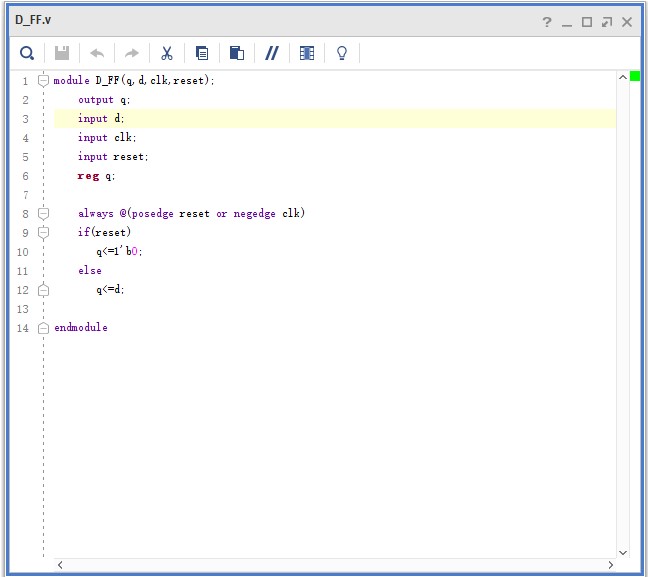 D_FF.v
1 module D_FF(q,d,clk,reset);
2 output q;
3 input d;
4 input clk;
5 input reset;
6 reg q;
7
8 always @(posedge reset or negedge clk)
9 if(reset)
10 q<=1'b0;
11 else
12 q<=d;
13
14 endmodule